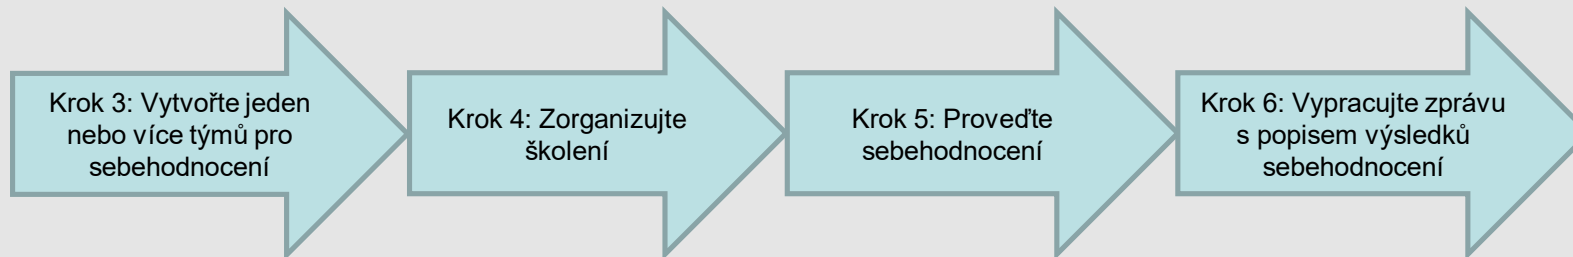 Krok 3: Vytvořte jeden
nebo více týmů pro
sebehodnocení
Krok 4: Zorganizujte
školení
Krok 5: Proveďte
sebehodnocení
Krok 6: Vypracujte zprávu
s popisem výsledků
sebehodnocení